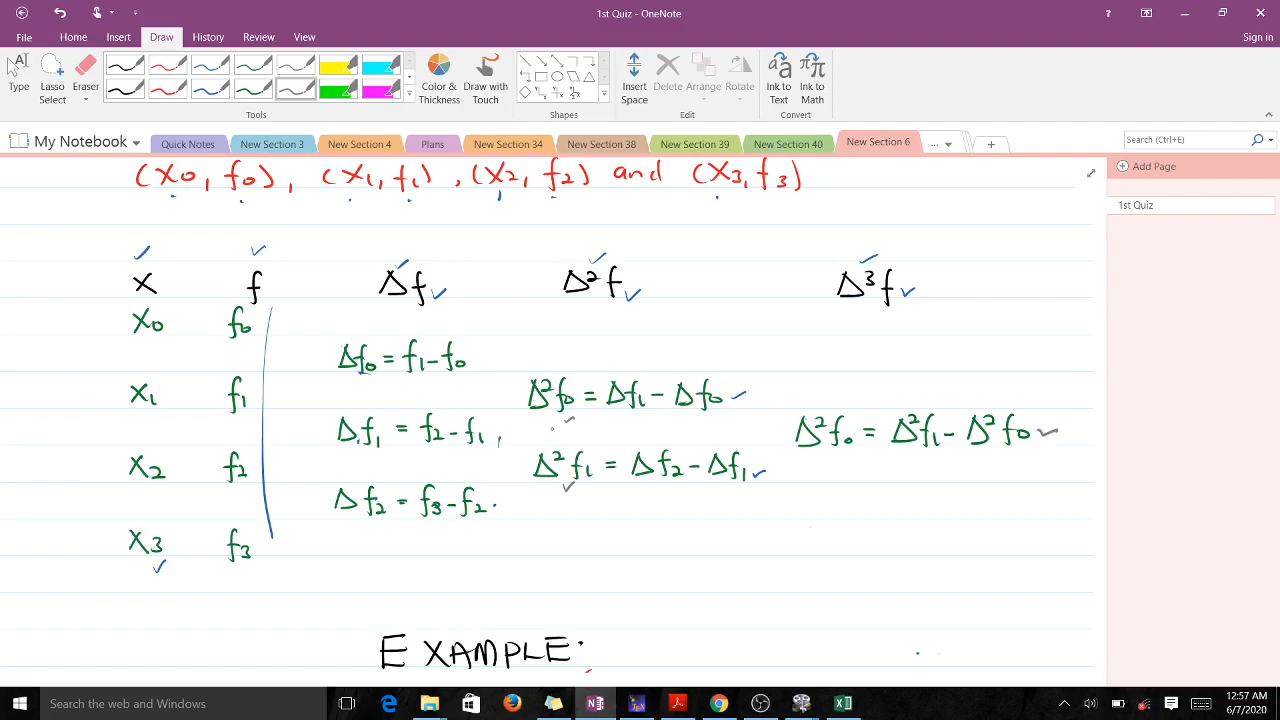 1st Quiz - OneNote
Sign in
File Home Insert Draw History Review View
Type Lasso Select Eraser Color & Thickness Draw with Touch Insert Space Delete Arrange Rotate Ink to Text Ink to Math
Tools Shapes Edit Convert
My Notebook Quick Notes New Section 3 New Section 4 Plans New Section 34 New Section 38 New Section 39 New Section 40 New Section 6 ... Search (Ctrl+E)
Add Page
1st Quiz
(x0, f0), (x1, f1), (x2, f2) and (x3, f3)
x f Δf Δ²f Δ³f
x0 f0
Δf0 = f1 - f0
x1 f1 Δ²f0 = Δf1 - Δf0
Δf1 = f2 - f1 Δ²f0 = Δ²f1 - Δ²f0
x2 f2 Δ²f1 = Δf2 - Δf1
Δf2 = f3 - f2
x3 f3
EXAMPLE:
Search the web and Windows
12:57 AM
6/7/2020